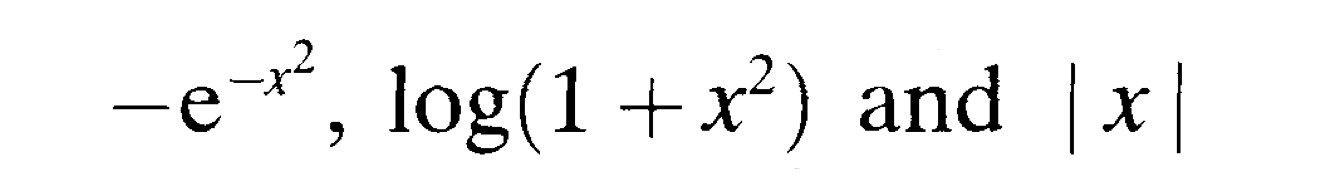 −e^{−x^2}, log(1 + x^2) and |x|